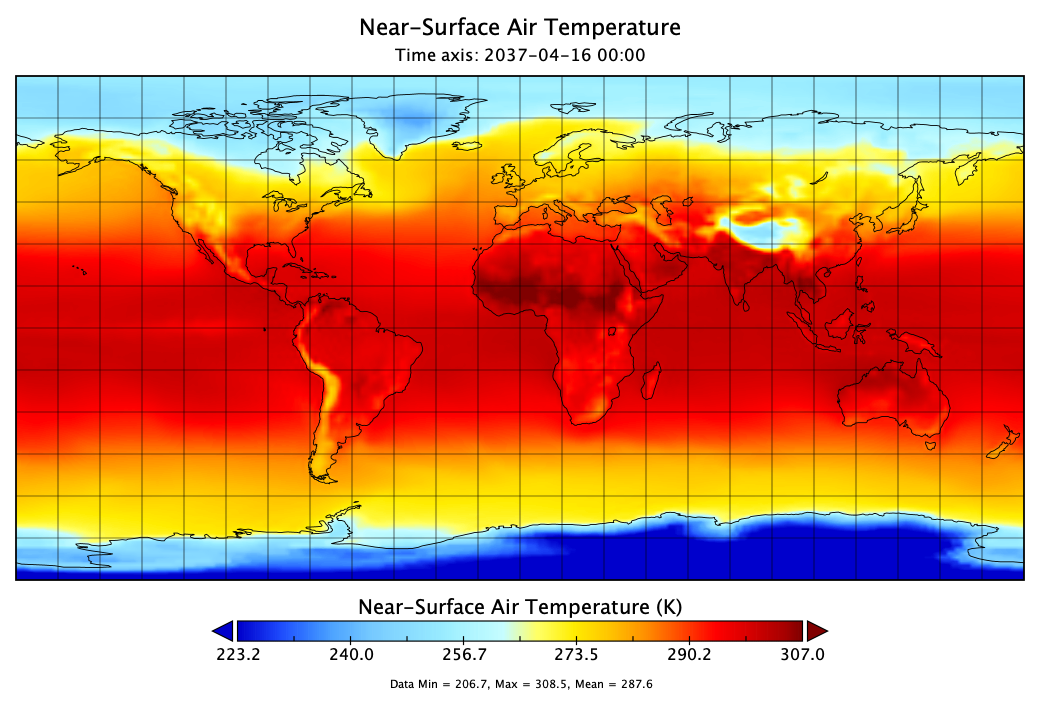 Near-Surface Air Temperature
Time axis: 2037-04-16 00:00
Near-Surface Air Temperature (K)
223.2 240.0 256.7 273.5 290.2 307.0
Data Min = 206.7, Max = 308.5, Mean = 287.6